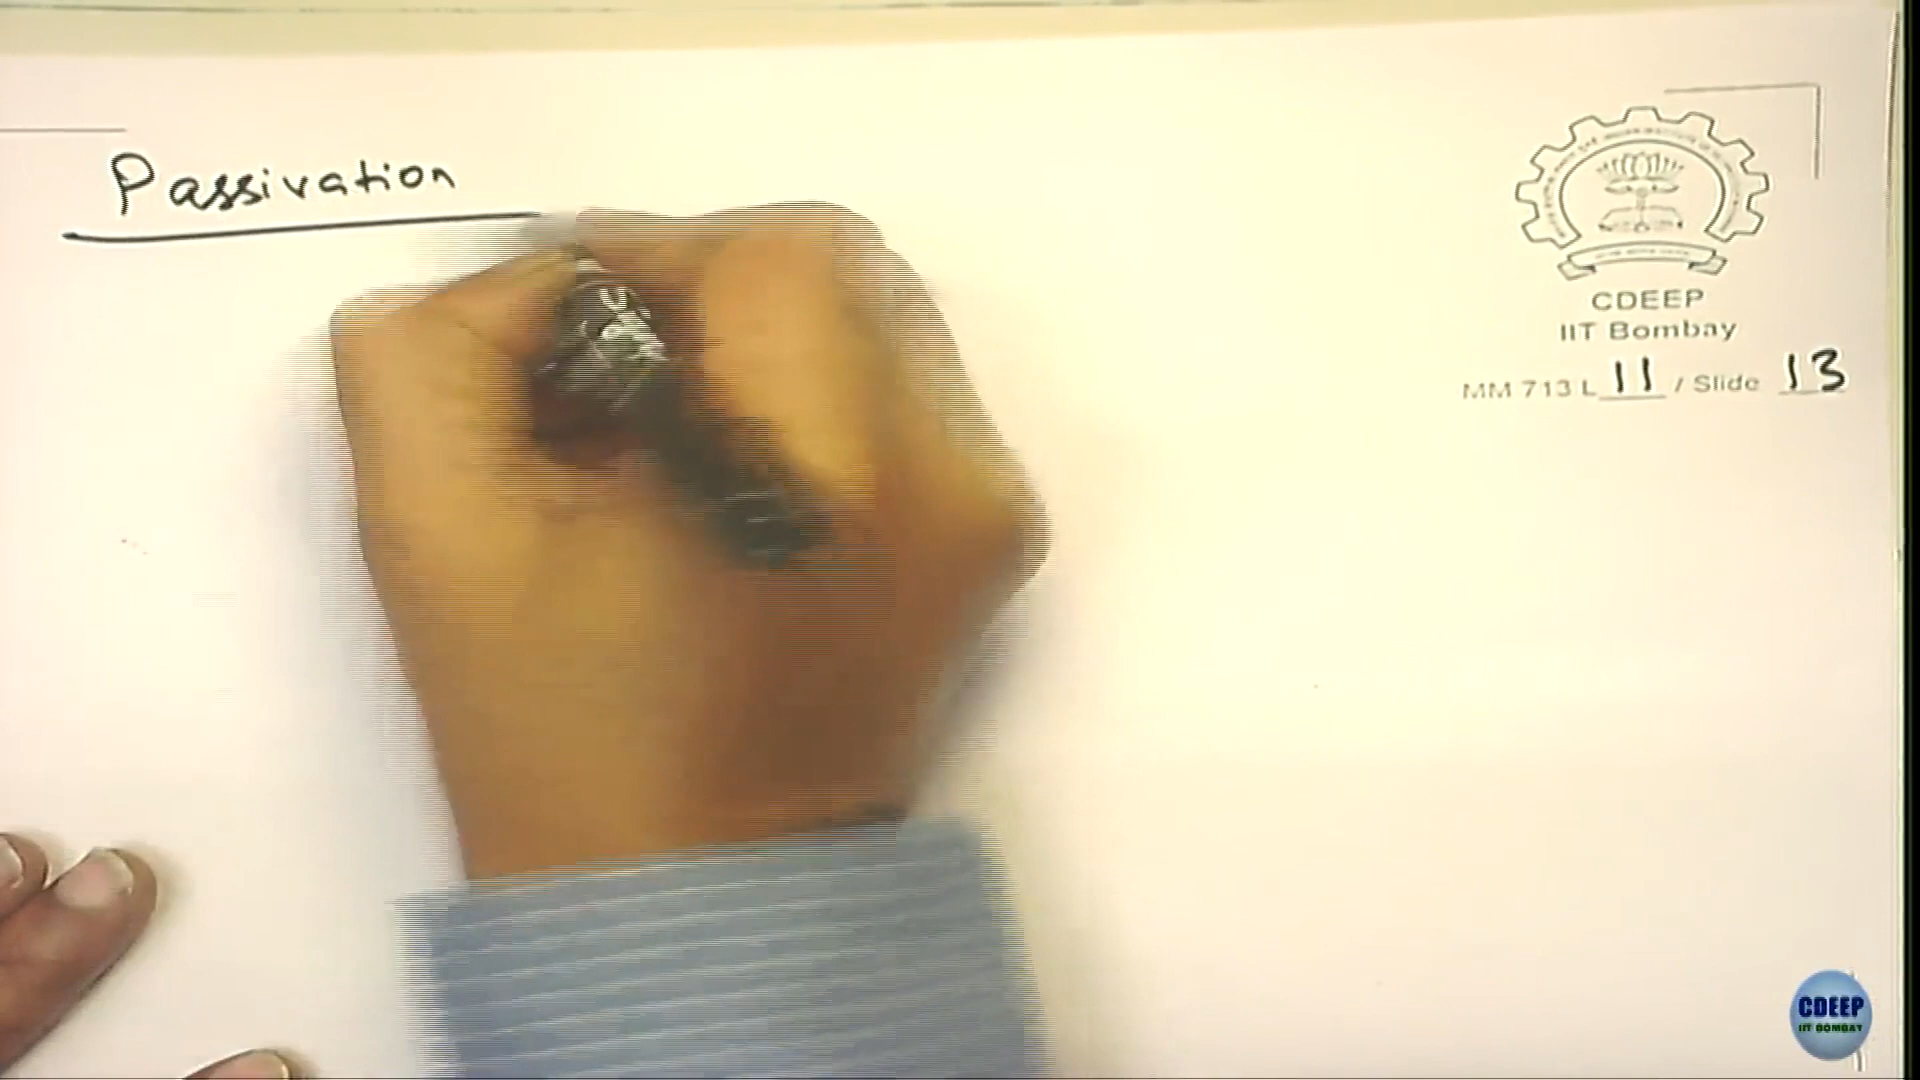 Passivation
CDEEP
IIT Bombay
MM 713 L 11 / Slide 13
CDEEP
IIT BOMBAY